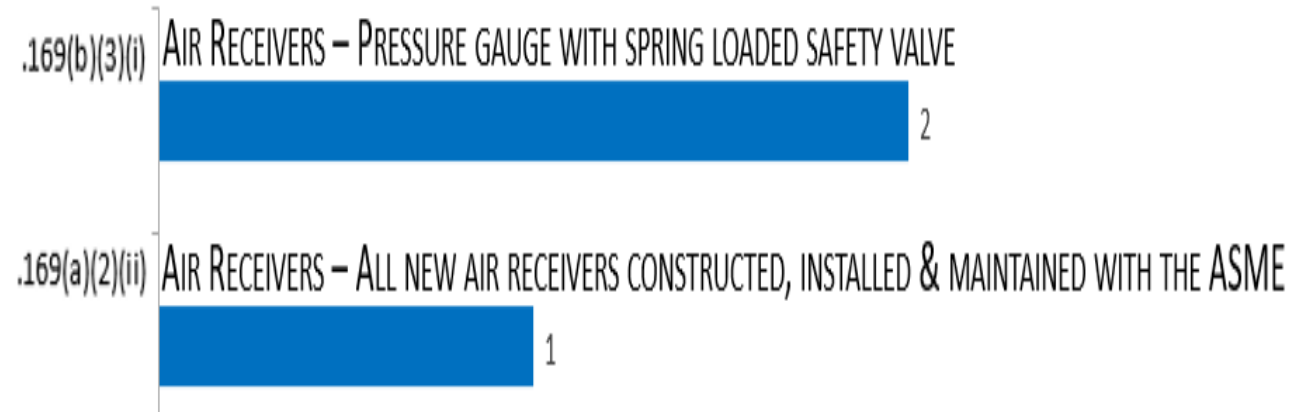 .169(b)(3)(i) AIR RECEIVERS – PRESSURE GAUGE WITH SPRING LOADED SAFETY VALVE
2
.169(a)(2)(ii) AIR RECEIVERS – ALL NEW AIR RECEIVERS CONSTRUCTED, INSTALLED & MAINTAINED WITH THE ASME
1